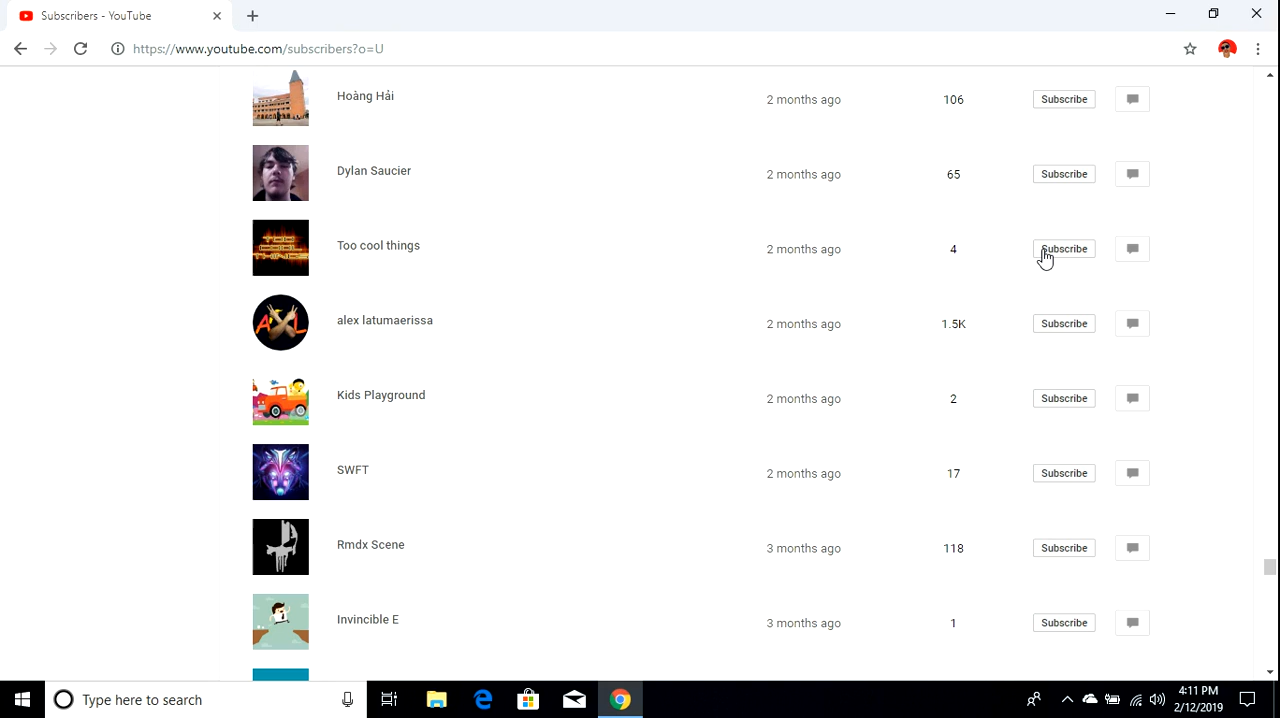 Subscribers - YouTube
https://www.youtube.com/subscribers?o=U
Hoàng Hải 2 months ago 106 Subscribe
Dylan Saucier 2 months ago 65 Subscribe
Too cool things 2 months ago 4 Subscribe
alex latumaerissa 2 months ago 1.5K Subscribe
Kids Playground 2 months ago 2 Subscribe
SWFT 2 months ago 17 Subscribe
Rmdx Scene 3 months ago 118 Subscribe
Invincible E 3 months ago 1 Subscribe
Type here to search
4:11 PM
2/12/2019